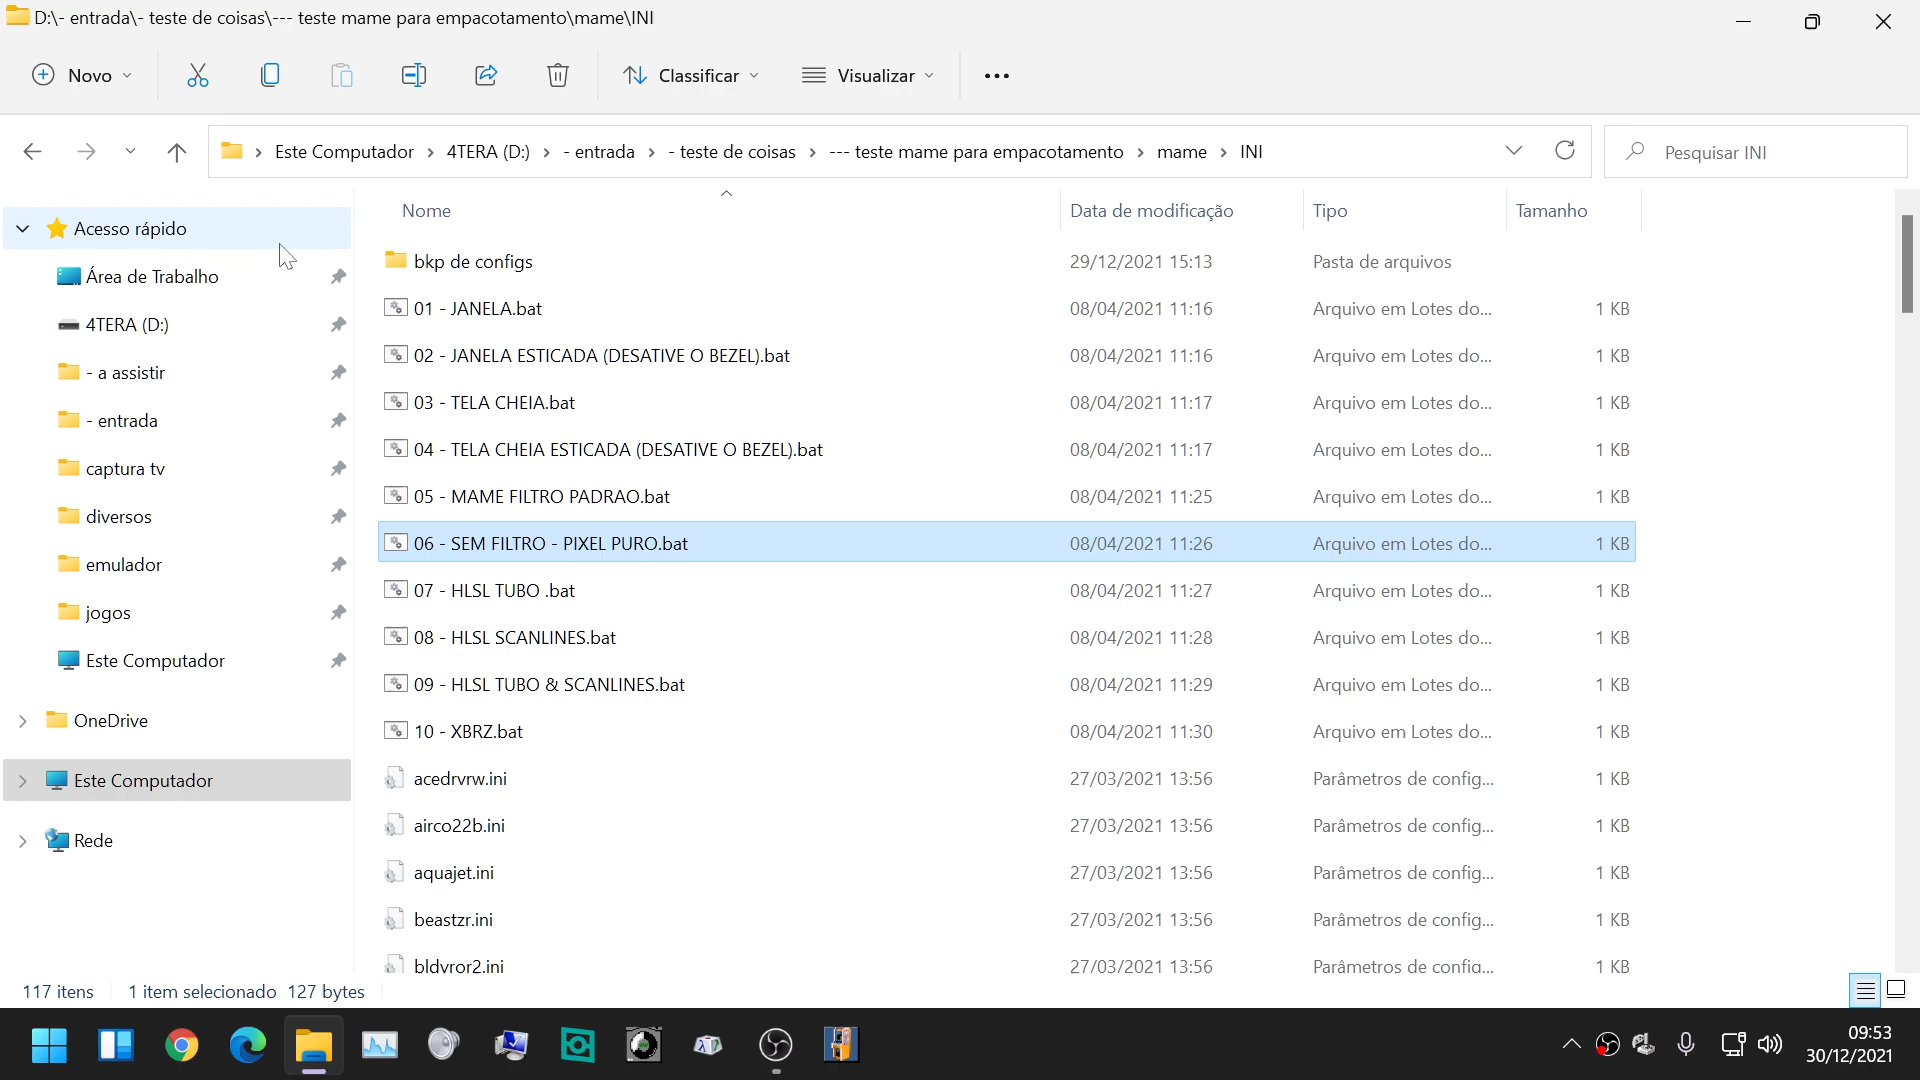 D:\- entrada\- teste de coisas\--- teste mame para empacotamento\mame\INI
Novo
Classificar
Visualizar
Este Computador
4TERA (D:)
- entrada
- teste de coisas
--- teste mame para empacotamento
mame
INI
Pesquisar INI
Acesso rápido
Área de Trabalho
4TERA (D:)
- a assistir
- entrada
captura tv
diversos
emulador
jogos
Este Computador
OneDrive
Este Computador
Rede
Nome Data de modificação Tipo Tamanho
bkp de configs 29/12/2021 15:13 Pasta de arquivos
01 - JANELA.bat 08/04/2021 11:16 Arquivo em Lotes do... 1 KB
02 - JANELA ESTICADA (DESATIVE O BEZEL).bat 08/04/2021 11:16 Arquivo em Lotes do... 1 KB
03 - TELA CHEIA.bat 08/04/2021 11:17 Arquivo em Lotes do... 1 KB
04 - TELA CHEIA ESTICADA (DESATIVE O BEZEL).bat 08/04/2021 11:17 Arquivo em Lotes do... 1 KB
05 - MAME FILTRO PADRAO.bat 08/04/2021 11:25 Arquivo em Lotes do... 1 KB
06 - SEM FILTRO - PIXEL PURO.bat 08/04/2021 11:26 Arquivo em Lotes do... 1 KB
07 - HLSL TUBO .bat 08/04/2021 11:27 Arquivo em Lotes do... 1 KB
08 - HLSL SCANLINES.bat 08/04/2021 11:28 Arquivo em Lotes do... 1 KB
09 - HLSL TUBO & SCANLINES.bat 08/04/2021 11:29 Arquivo em Lotes do... 1 KB
10 - XBRZ.bat 08/04/2021 11:30 Arquivo em Lotes do... 1 KB
acedrvrw.ini 27/03/2021 13:56 Parâmetros de config... 1 KB
airco22b.ini 27/03/2021 13:56 Parâmetros de config... 1 KB
aquajet.ini 27/03/2021 13:56 Parâmetros de config... 1 KB
beastzr.ini 27/03/2021 13:56 Parâmetros de config... 1 KB
bldvror2.ini 27/03/2021 13:56 Parâmetros de config... 1 KB
117 itens 1 item selecionado 127 bytes
09:53
30/12/2021